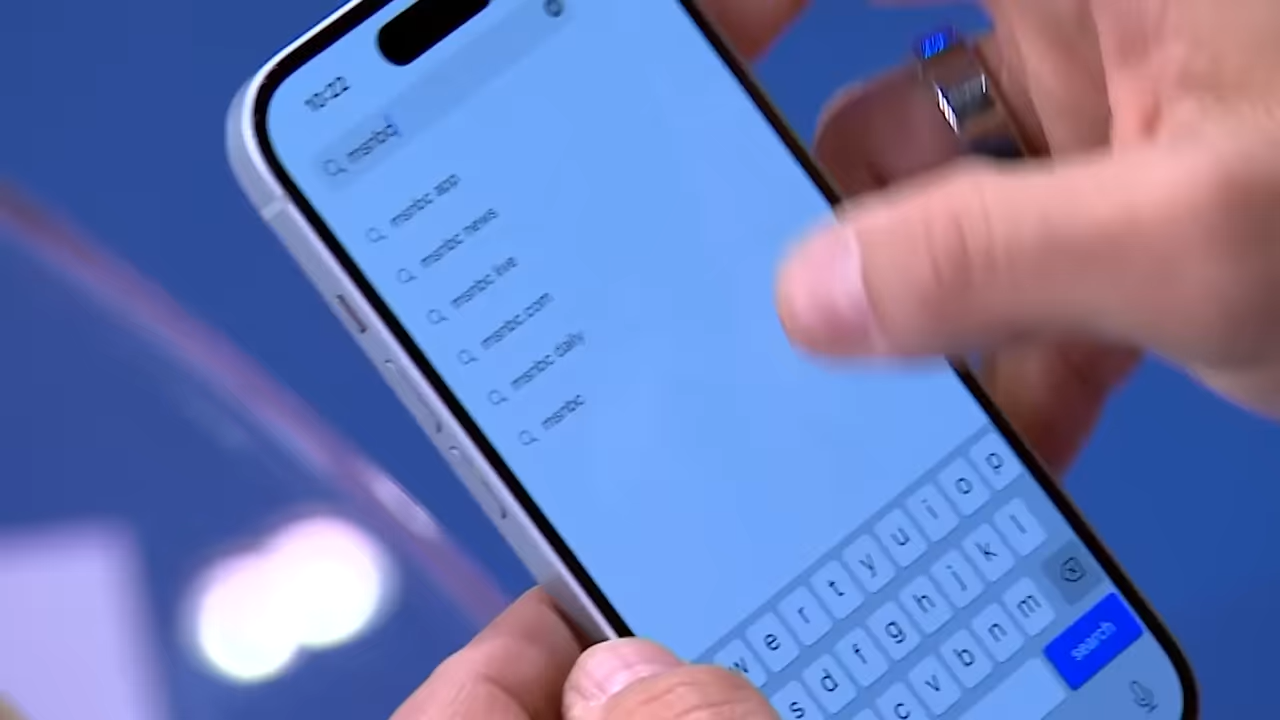 10:22
msnbc
msnbc app
msnbc news
msnbc live
msnbc.com
msnbc daily
msnbc
w e r t y u i o p
s d f g h j k l
c v b n m
search